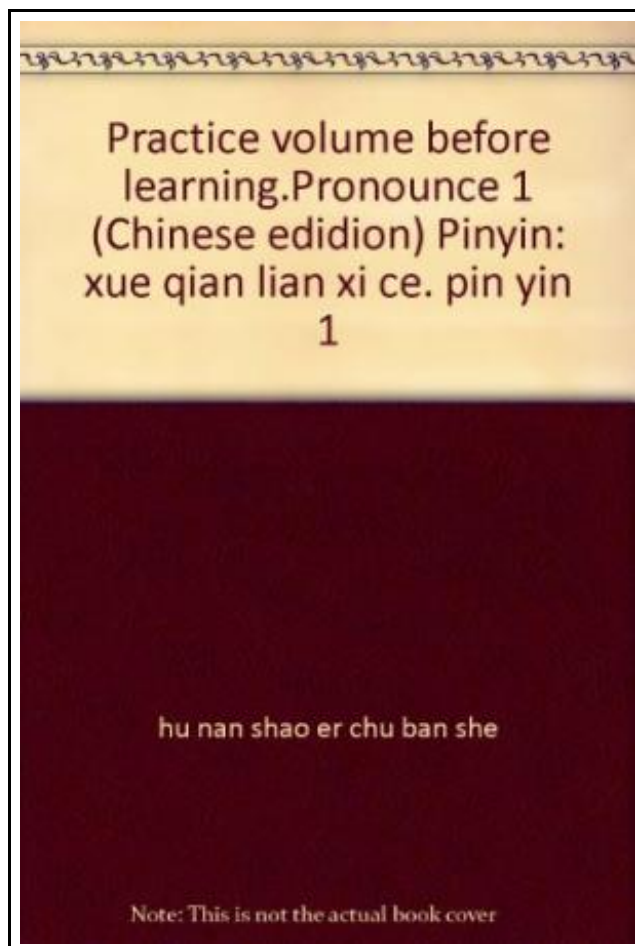 Practice volume before
learning.Pronounce 1
(Chinese edidion) Pinyin:
xue qian lian xi ce. pin yin
1
hu nan shao er chu ban she
Note: This is not the actual book cover